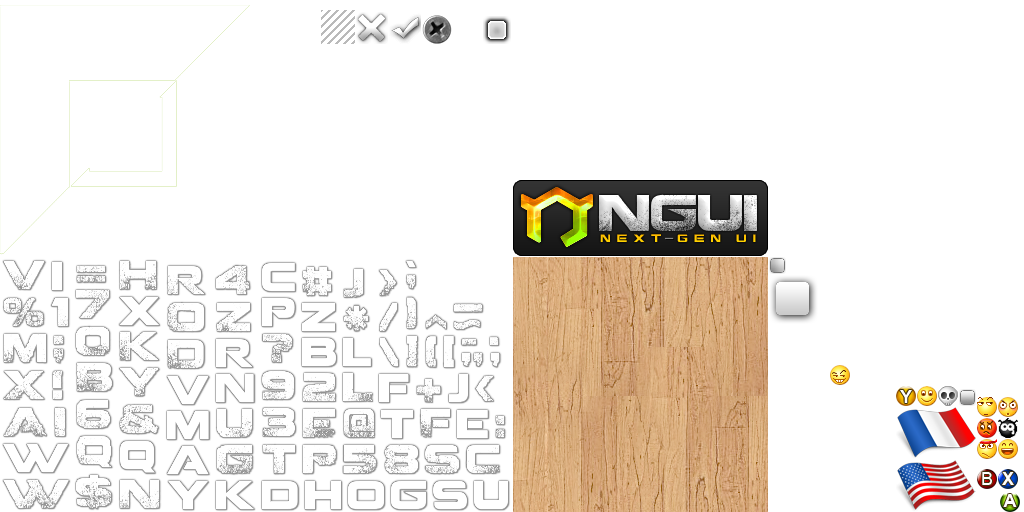 NGUI
NEXT-GEN UI
V I = H R 4 C # J > ¡
% 1 7 X O Z P Z * / | ^ = ~
M ; O K O R ? B L \ ] ( [ " ;
X ! B Y V N 9 2 L F + J <
A I 6 & M U 3 E Q T F E :
W Q Q A G T P 5 8 S C
W $ N Y K D H O G S U
Y
B X
A